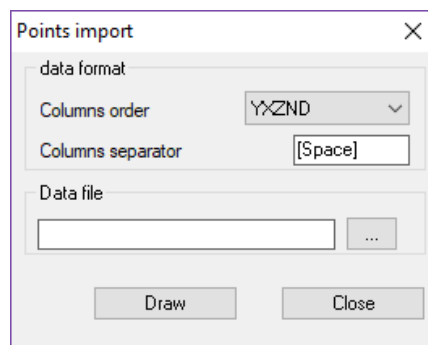 Points import
data format
Columns order YXZND
Columns separator [Space]
Data file
...
Draw Close